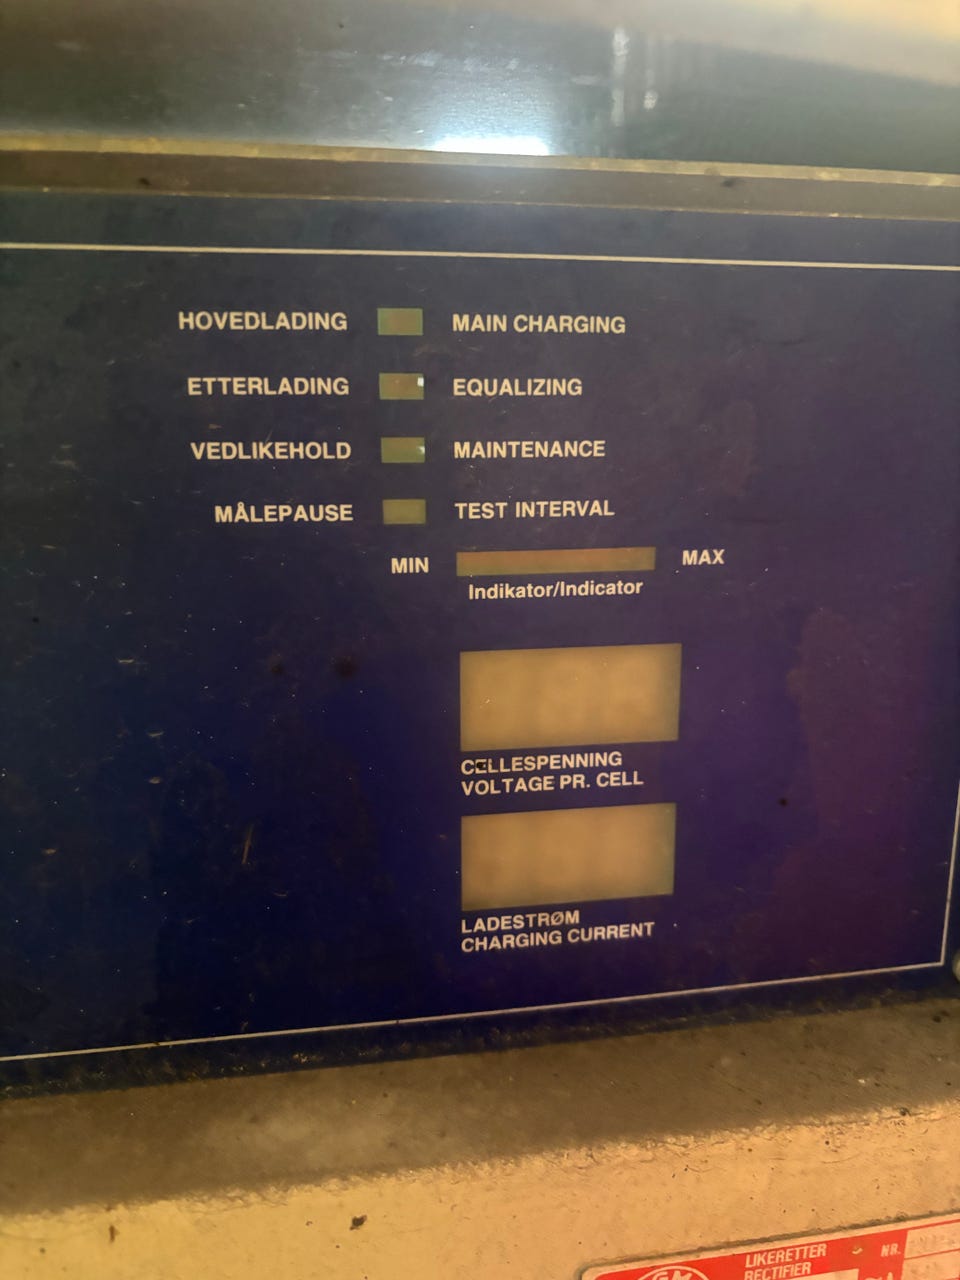 HOVEDLADING MAIN CHARGING
ETTERLADING EQUALIZING
VEDLIKEHOLD MAINTENANCE
MÅLEPAUSE TEST INTERVAL
MIN MAX
Indikator/Indicator
CELLESPENNING
VOLTAGE PR. CELL
LADESTRØM
CHARGING CURRENT
LIKERETTER NR.
RECTIFIER